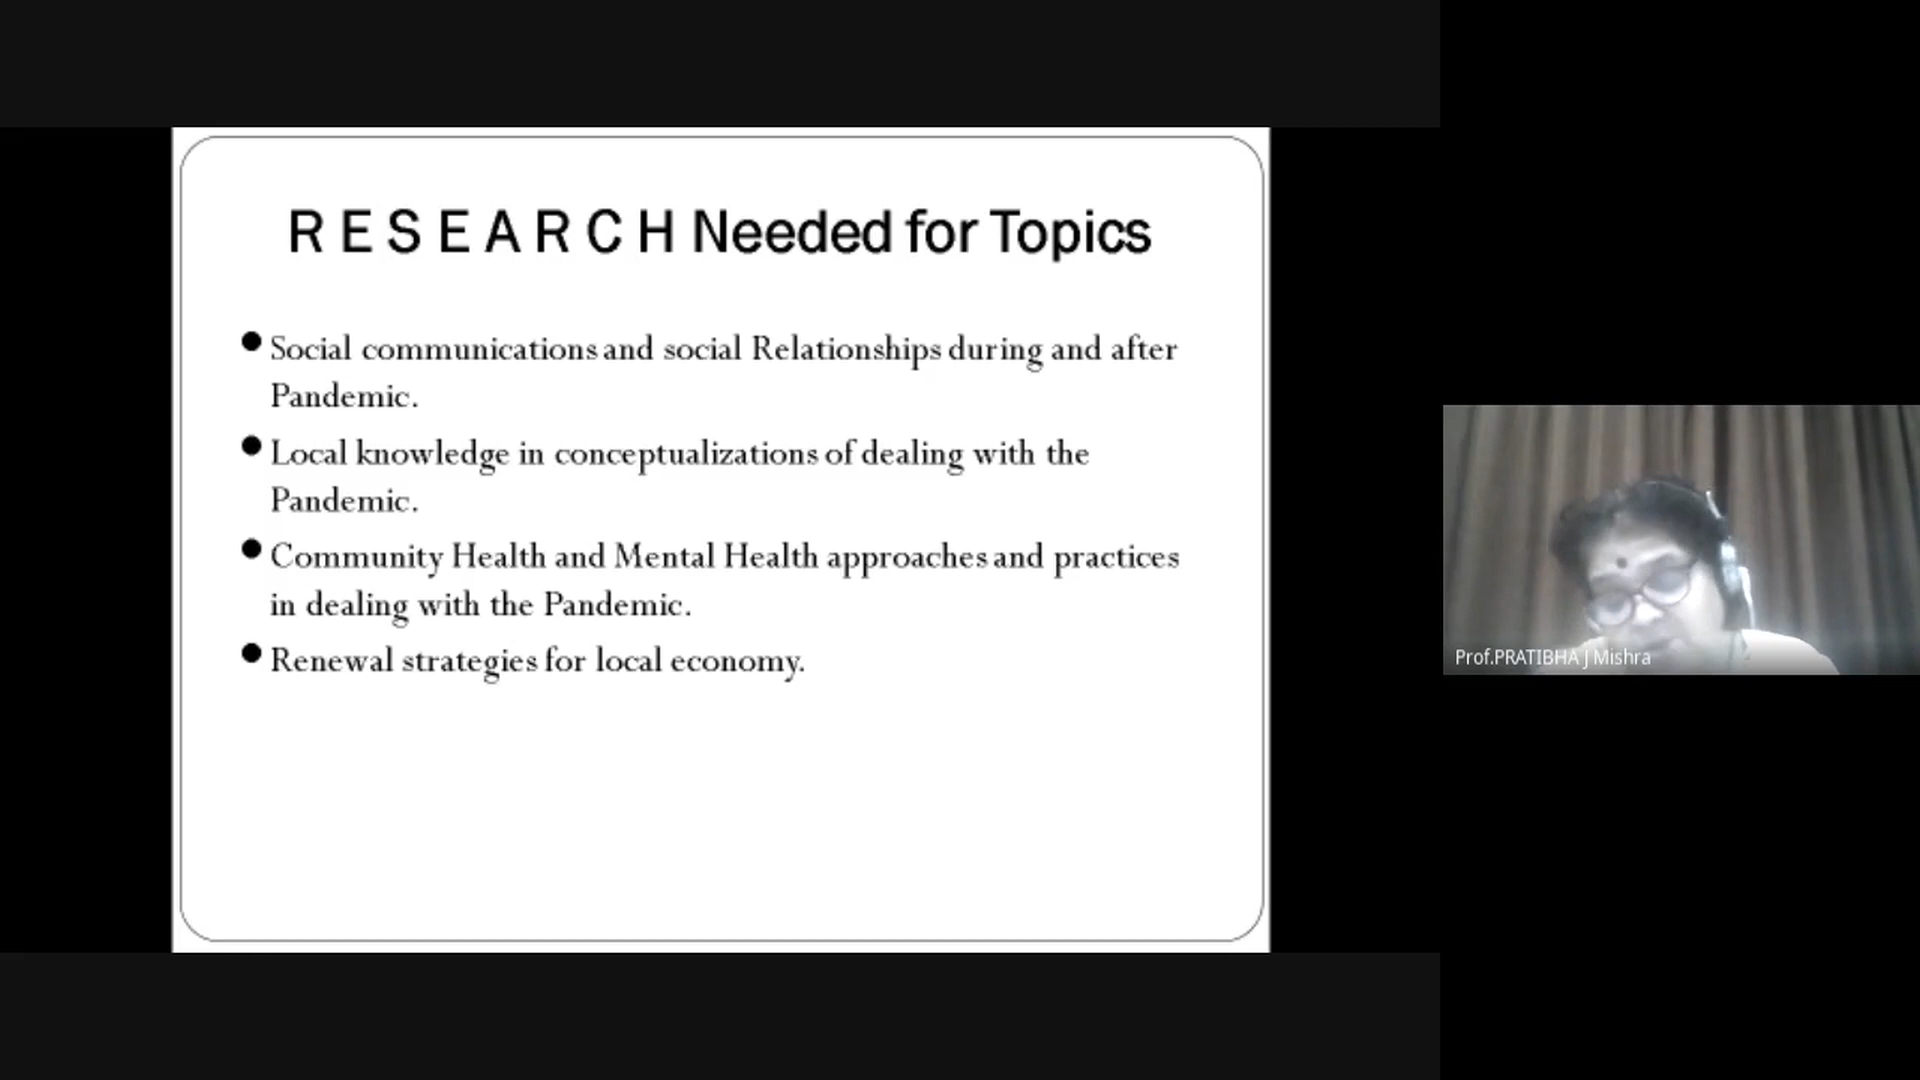 R E S E A R C H Needed for Topics
Social communications and social Relationships during and after
Pandemic.
Local knowledge in conceptualizations of dealing with the
Pandemic.
Community Health and Mental Health approaches and practices
in dealing with the Pandemic.
Renewal strategies for local economy.
Prof.PRATIBHA J Mishra